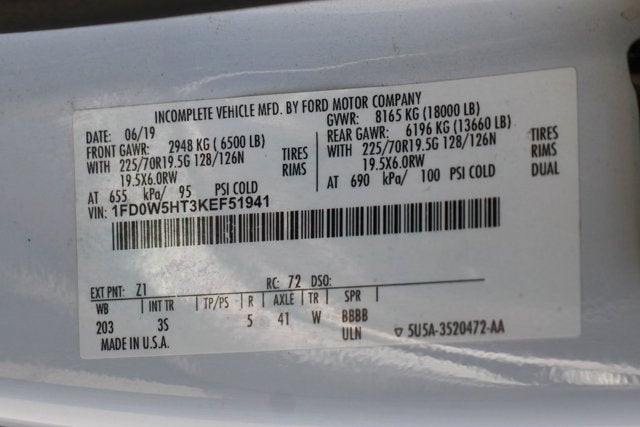 INCOMPLETE VEHICLE MFD. BY FORD MOTOR COMPANY
DATE: 06/19 GVWR: 8165 KG (18000 LB)
FRONT GAWR: 2948 KG ( 6500 LB) REAR GAWR: 6196 KG (13660 LB)
WITH 225/70R19.5G 128/126N TIRES WITH 225/70R19.5G 128/126N TIRES
19.5X6.0RW RIMS 19.5X6.0RW RIMS
AT 655 kPa/ 95 PSI COLD AT 690 kPa/ 100 PSI COLD DUAL
VIN: 1FD0W5HT3KEF51941
EXT PNT: Z1 RC: 72 DSO:
WB INT TR TP/PS R AXLE TR SPR
203 3S 5 41 W BBBB
MADE IN U.S.A. ULN ▽ 5U5A-3520472-AA